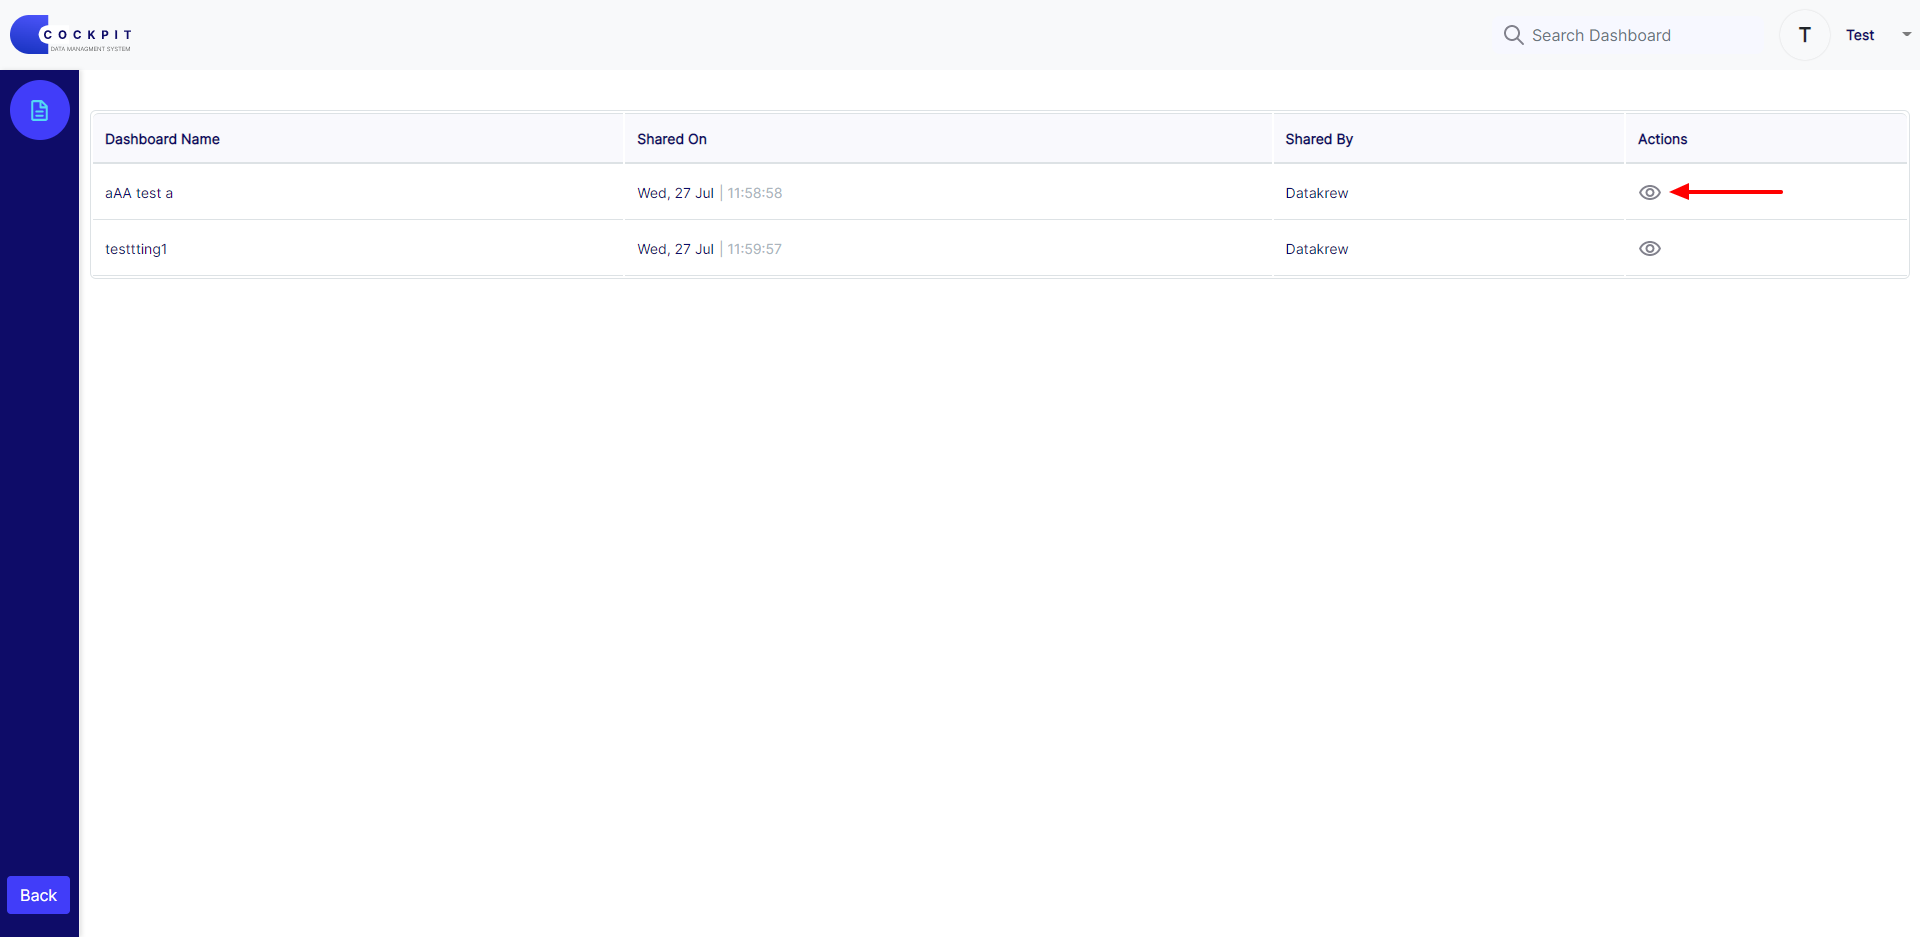 COCKPIT
DATA MANAGMENT SYSTEM
Search Dashboard
T
Test
Dashboard Name
Shared On
Shared By
Actions
aAA test a
Wed, 27 Jul | 11:58:58
Datakrew
testtting1
Wed, 27 Jul | 11:59:57
Datakrew
Back